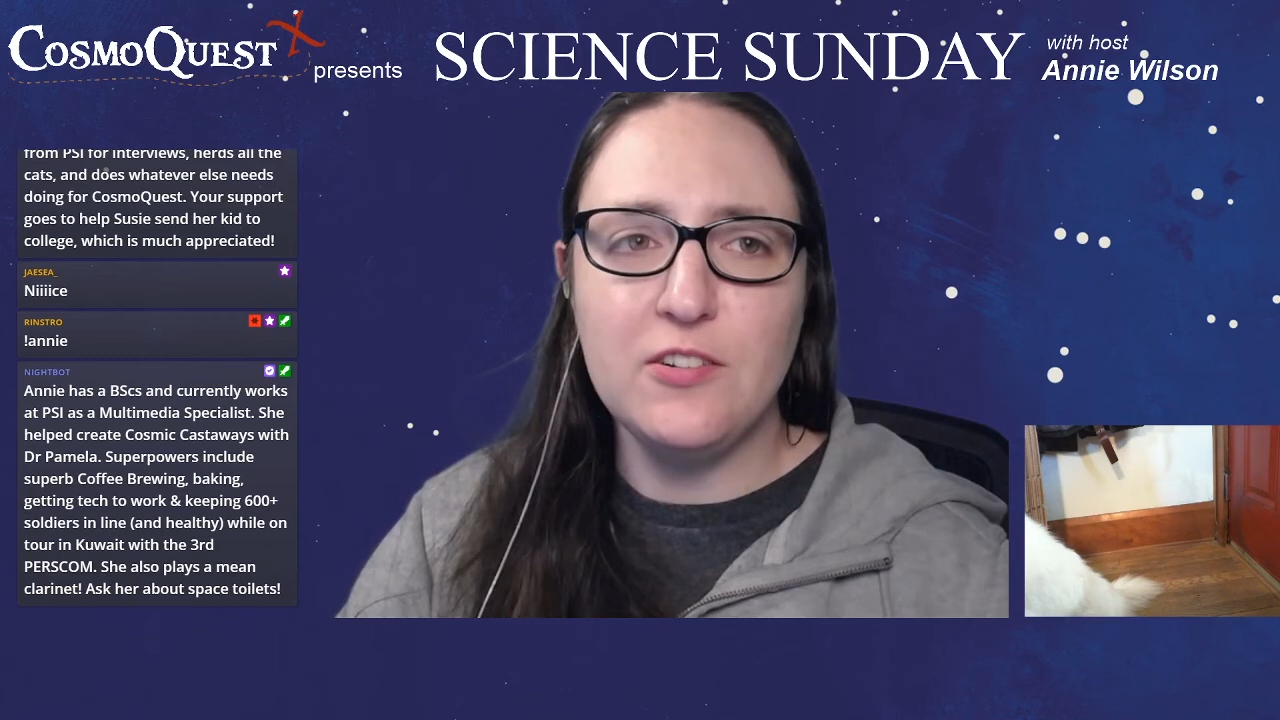 CosmoQuest X
presents
SCIENCE SUNDAY
with host
Annie Wilson
from PSI for interviews, herds all the
cats, and does whatever else needs
doing for CosmoQuest. Your support
goes to help Susie send her kid to
college, which is much appreciated!
JAESEA_
Niiiice
RINSTRO
!annie
NIGHTBOT
Annie has a BScs and currently works
at PSI as a Multimedia Specialist. She
helped create Cosmic Castaways with
Dr Pamela. Superpowers include
superb Coffee Brewing, baking,
getting tech to work & keeping 600+
soldiers in line (and healthy) while on
tour in Kuwait with the 3rd
PERSCOM. She also plays a mean
clarinet! Ask her about space toilets!